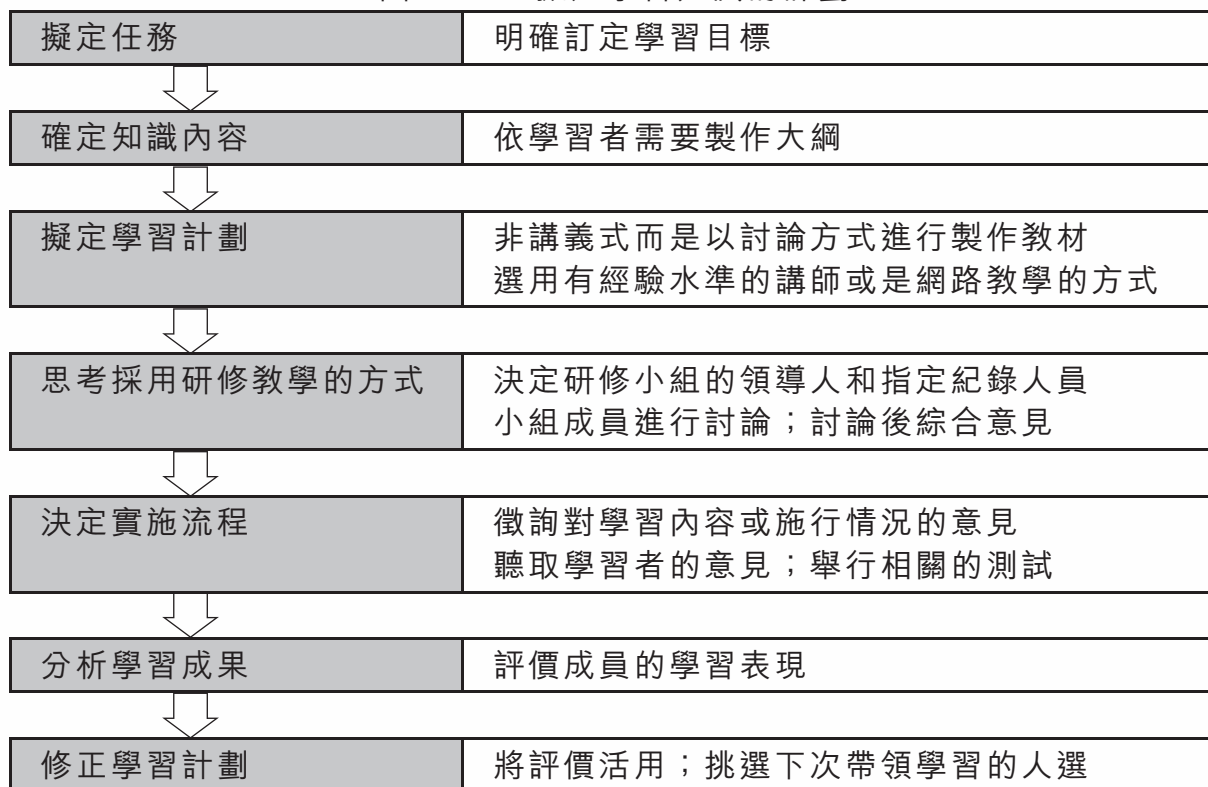 擬定任務
明確訂定學習目標
確定知識內容
依學習者需要製作大綱
擬定學習計劃
非講義式而是以討論方式進行製作教材
選用有經驗水準的講師或是網路教學的方式
思考採用研修教學的方式
決定研修小組的領導人和指定紀錄人員
小組成員進行討論；討論後綜合意見
決定實施流程
徵詢對學習內容或施行情況的意見
聽取學習者的意見；舉行相關的測試
分析學習成果
評價成員的學習表現
修正學習計劃
將評價活用；挑選下次帶領學習的人選